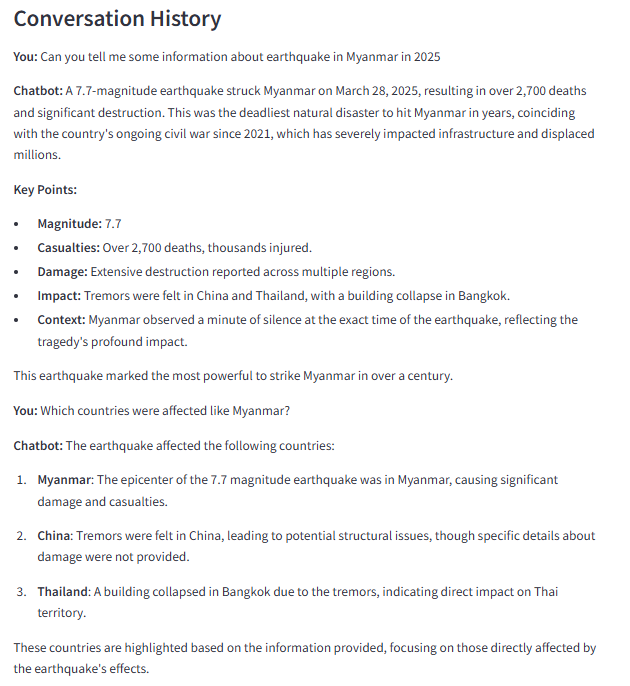 Conversation History
You: Can you tell me some information about earthquake in Myanmar in 2025
Chatbot: A 7.7-magnitude earthquake struck Myanmar on March 28, 2025, resulting in over 2,700 deaths
and significant destruction. This was the deadliest natural disaster to hit Myanmar in years, coinciding
with the country's ongoing civil war since 2021, which has severely impacted infrastructure and displaced
millions.
Key Points:
▪ Magnitude: 7.7
▪ Casualties: Over 2,700 deaths, thousands injured.
▪ Damage: Extensive destruction reported across multiple regions.
▪ Impact: Tremors were felt in China and Thailand, with a building collapse in Bangkok.
▪ Context: Myanmar observed a minute of silence at the exact time of the earthquake, reflecting the
tragedy's profound impact.
This earthquake marked the most powerful to strike Myanmar in over a century.
You: Which countries were affected like Myanmar?
Chatbot: The earthquake affected the following countries:
1. Myanmar: The epicenter of the 7.7 magnitude earthquake was in Myanmar, causing significant
damage and casualties.
2. China: Tremors were felt in China, leading to potential structural issues, though specific details about
damage were not provided.
3. Thailand: A building collapsed in Bangkok due to the tremors, indicating direct impact on Thai
territory.
These countries are highlighted based on the information provided, focusing on those directly affected by
the earthquake's effects.